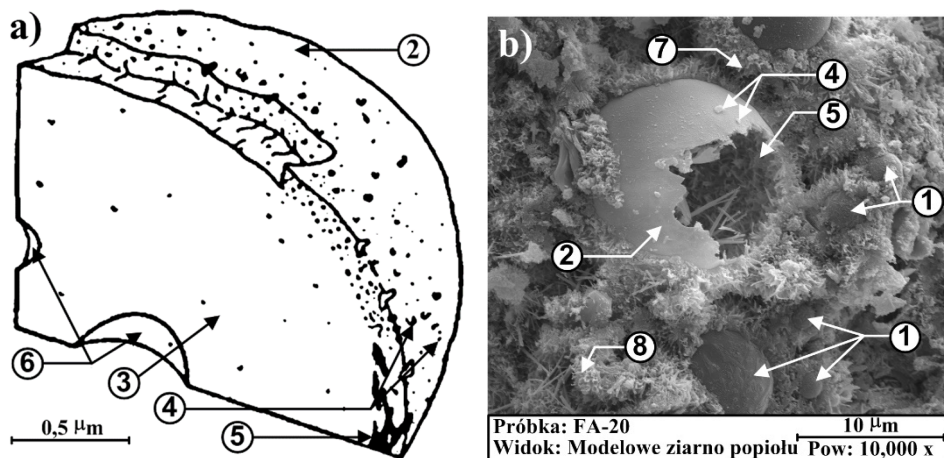 a)
2
6
3
4
5
0,5 µm
b)
7
4
5
1
2
8
1
Próbka: FA-20
Widok: Modelowe ziarno popiołu
10 µm
Pow: 10,000 x